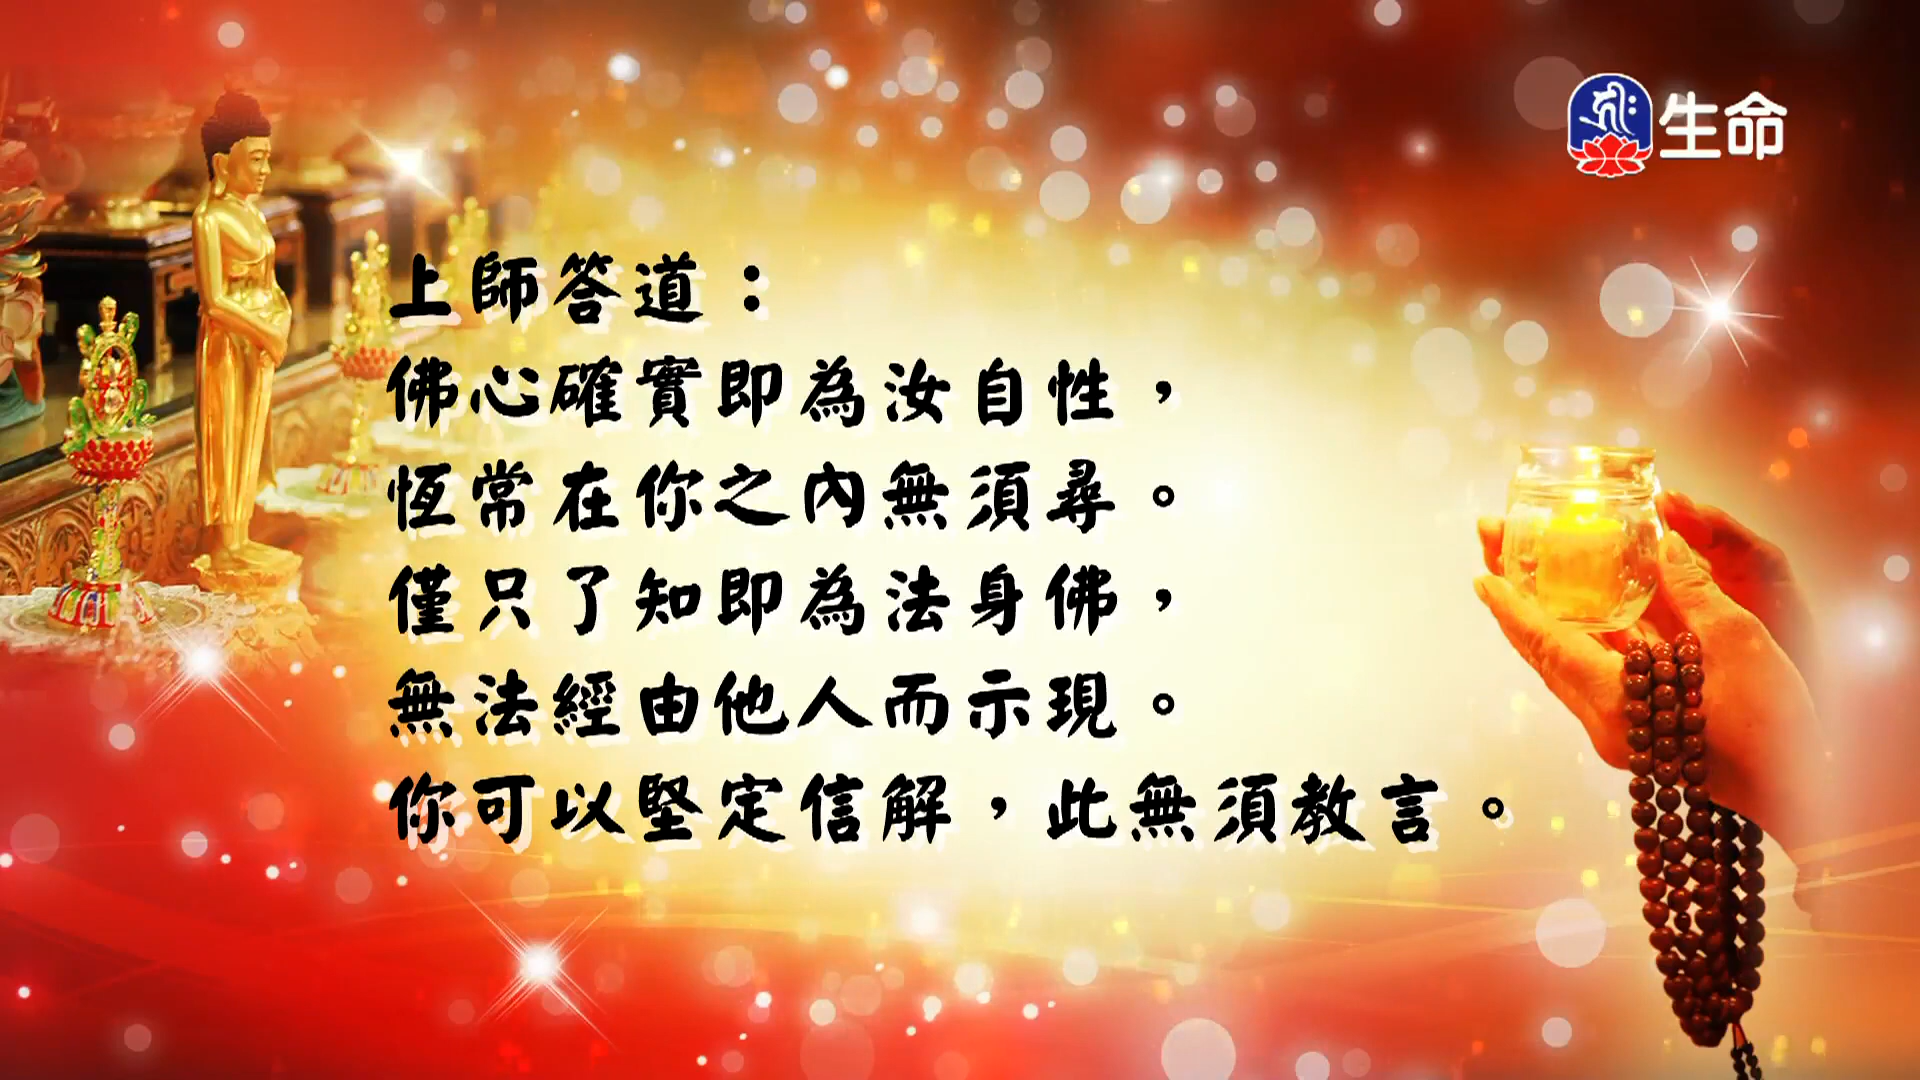 生命
上師答道：
佛心確實即為汝自性，
恆常在你之內無須尋。
僅只了知即為法身佛，
無法經由他人而示現。
你可以堅定信解，此無須教言。